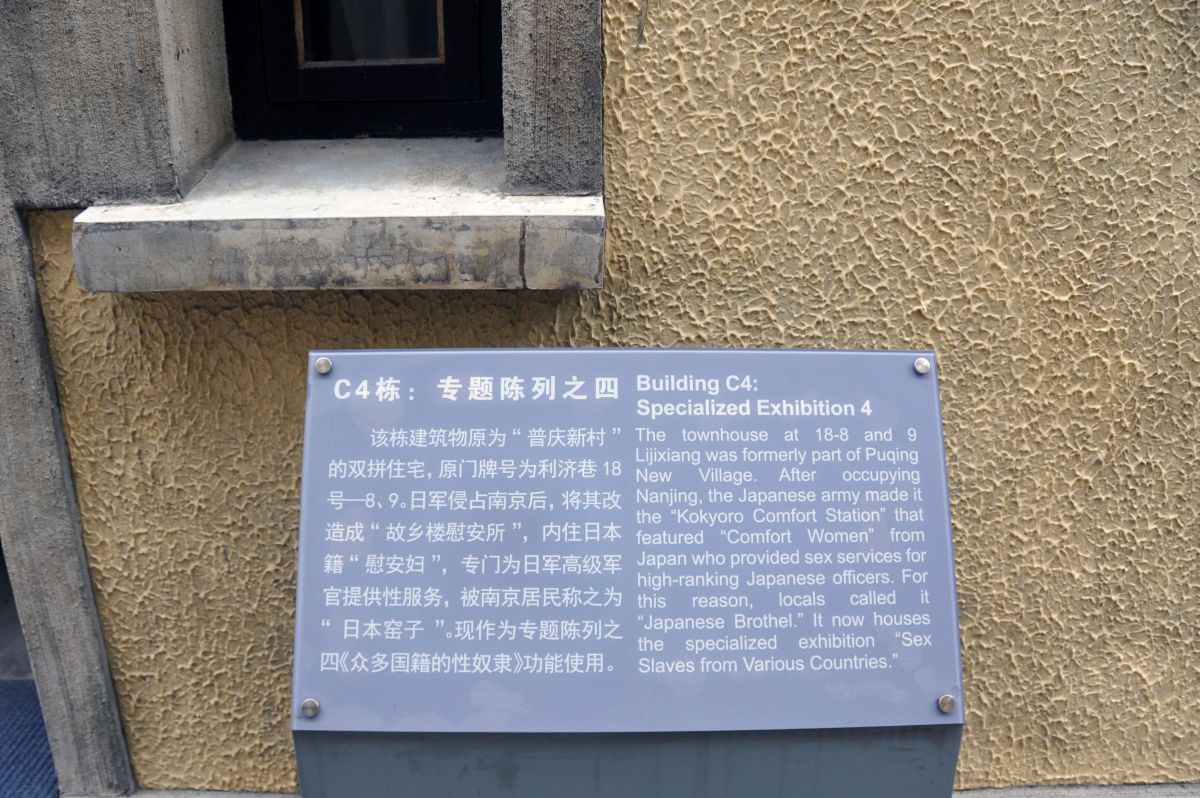 C4栋：专题陈列之四
该栋建筑物原为“普庆新村”
的双拼住宅，原门牌号为利济巷18
号—8、9。日军侵占南京后，将其改
造成“故乡楼慰安所”，内住日本
籍“慰安妇”，专门为日军高级军
官提供性服务，被南京居民称之为
“日本窑子”。现作为专题陈列之
四《众多国籍的性奴隶》功能使用。
Building C4:
Specialized Exhibition 4
The townhouse at 18-8 and 9
Lijixiang was formerly part of Puqing
New Village. After occupying
Nanjing, the Japanese army made it
the “Kokyoro Comfort Station” that
featured “Comfort Women” from
Japan who provided sex services for
high-ranking Japanese officers. For
this reason, locals called it
“Japanese Brothel.” It now houses
the specialized exhibition “Sex
Slaves from Various Countries.”